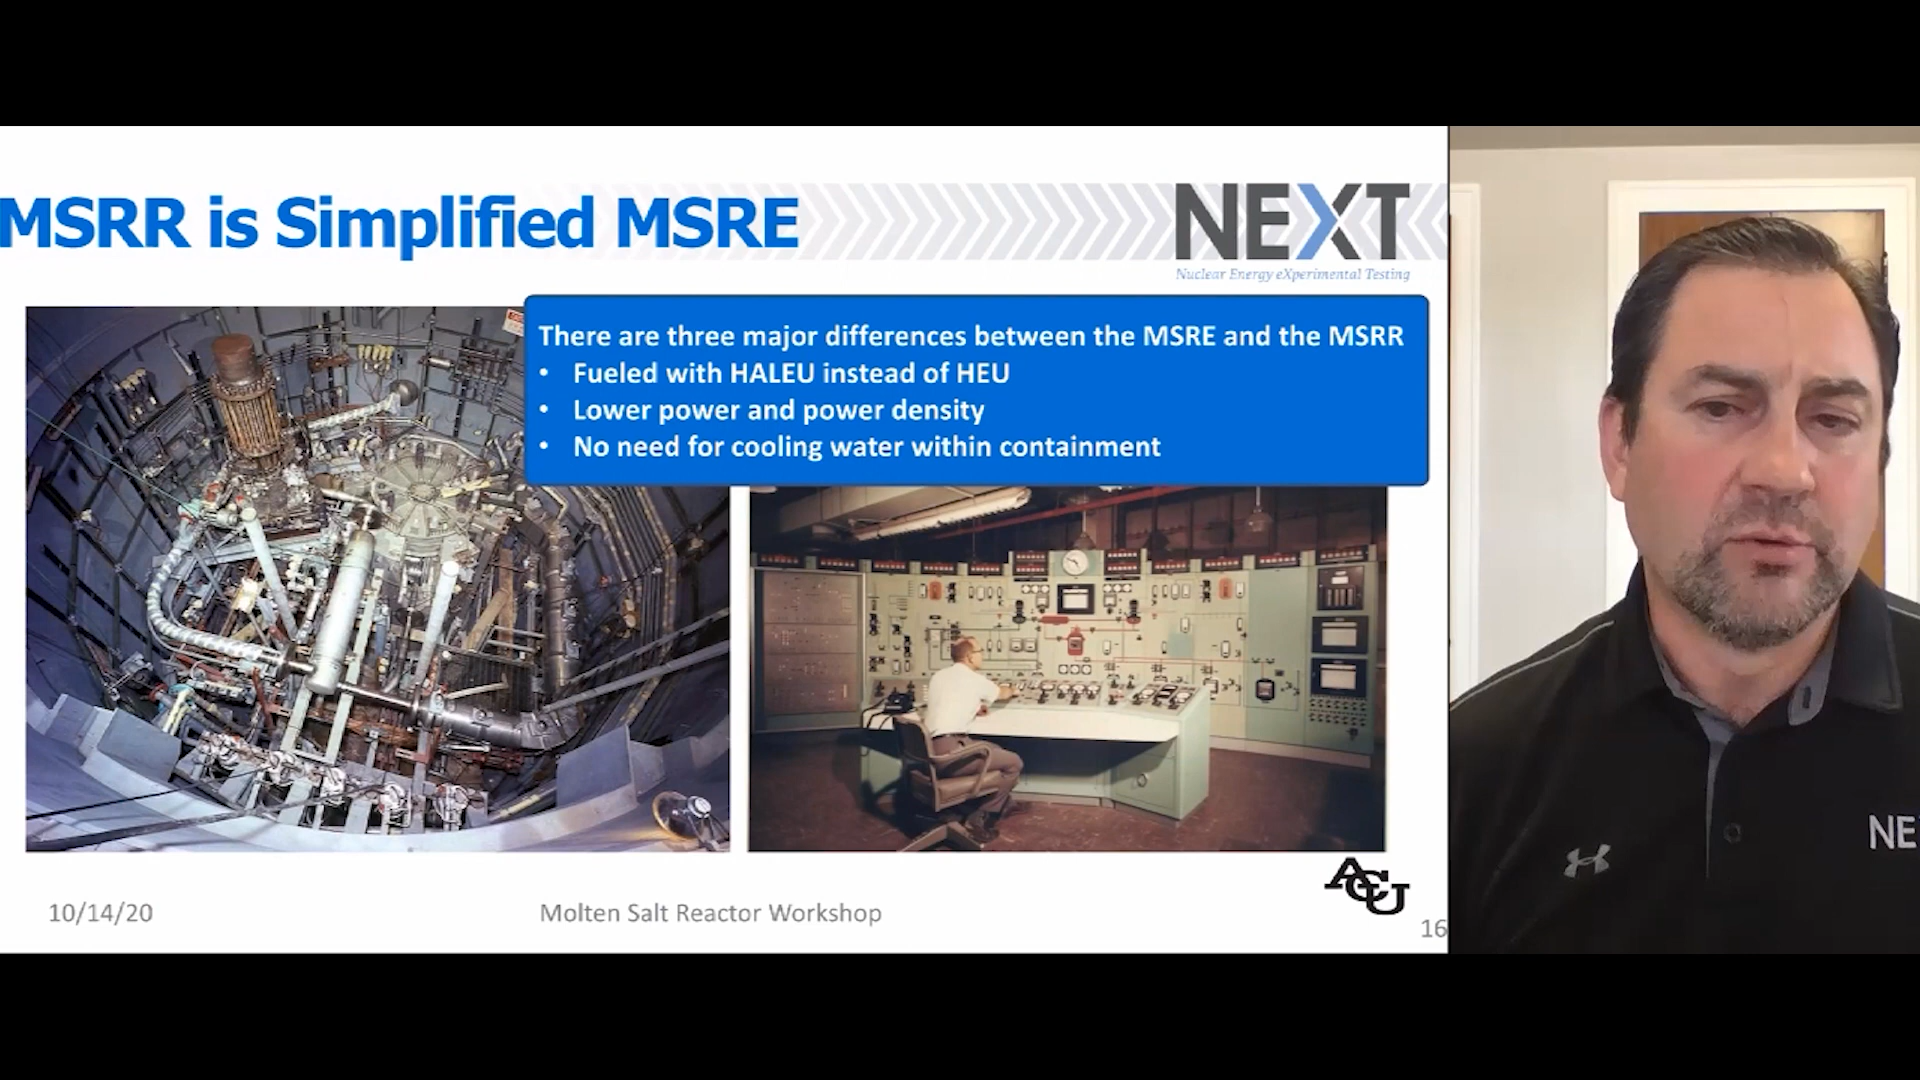 MSRR is Simplified MSRE
NEXT
Nuclear Energy eXperimental Testing
There are three major differences between the MSRE and the MSRR
• Fueled with HALEU instead of HEU
• Lower power and power density
• No need for cooling water within containment
ACU
10/14/20
Molten Salt Reactor Workshop
16
NE